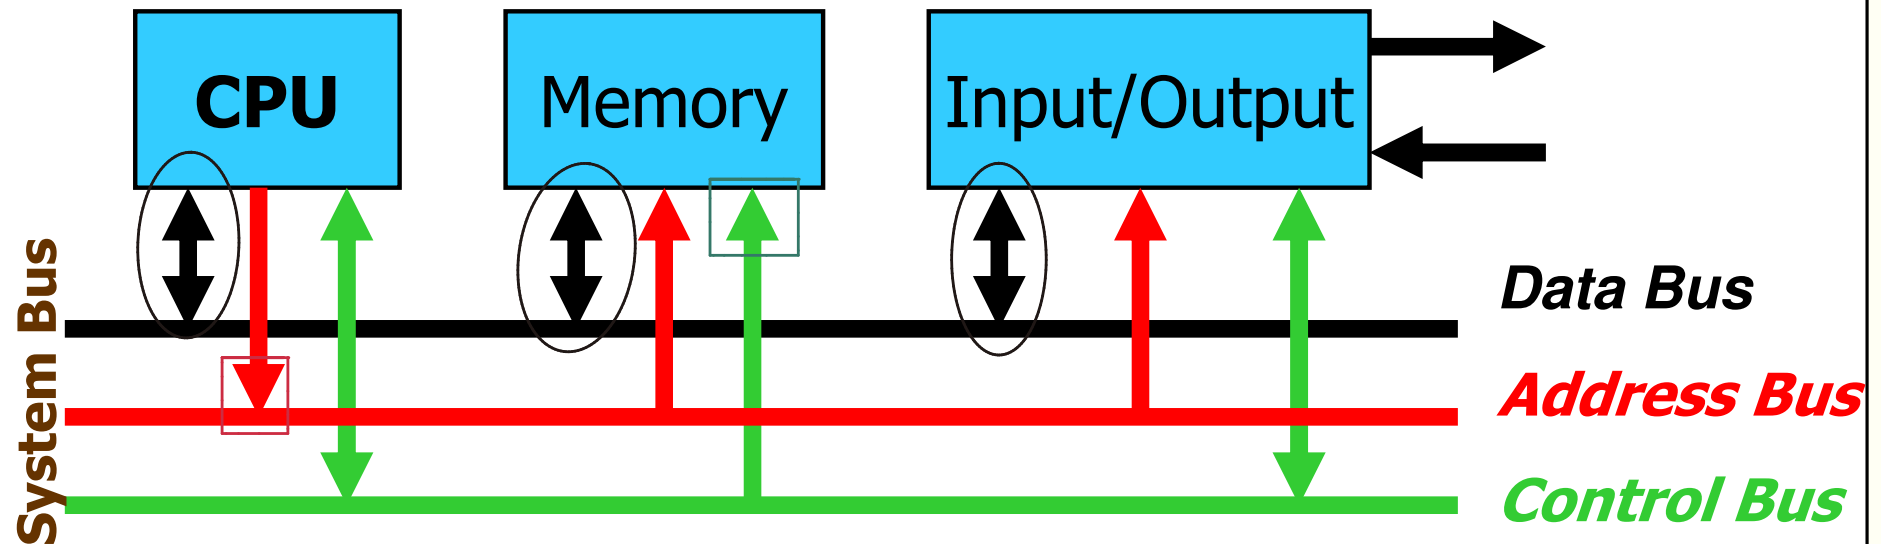 CPU
Memory
Input/Output
System Bus
Data Bus
Address Bus
Control Bus